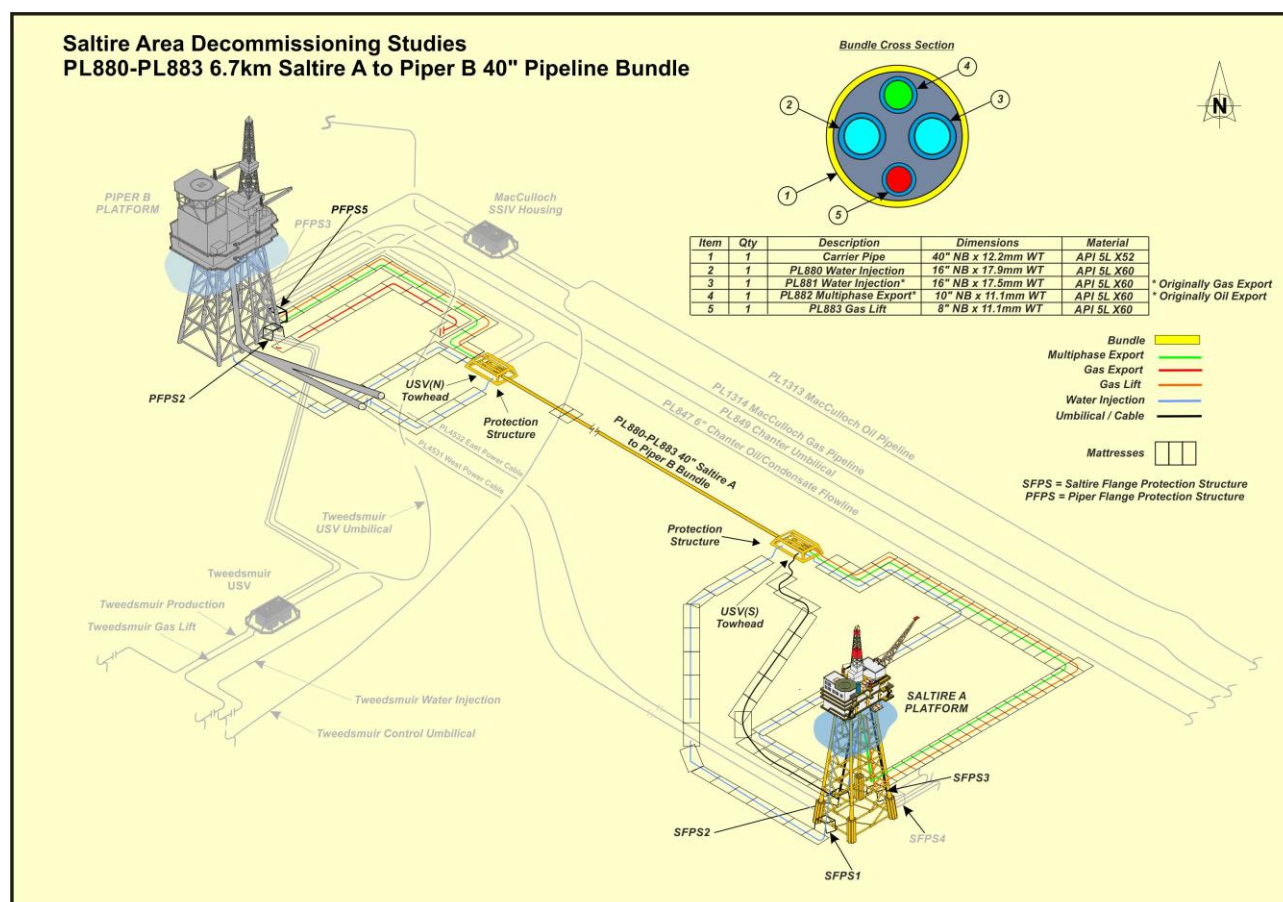 Saltire Area Decommissioning Studies
PL880-PL883 6.7km Saltire A to Piper B 40" Pipeline Bundle
Bundle Cross Section
4
2
3
1
5
N
Item Qty Description Dimensions Material
1 1 Carrier Pipe 40" NB x 12.2mm WT API 5L X52
2 1 PL880 Water Injection 16" NB x 17.9mm WT API 5L X60
3 1 PL881 Water Injection* 16" NB x 17.5mm WT API 5L X60 * Originally Gas Export
4 1 PL882 Multiphase Export* 10" NB x 11.1mm WT API 5L X60 * Originally Oil Export
5 1 PL883 Gas Lift 8" NB x 11.1mm WT API 5L X60
Bundle
Multiphase Export
Gas Export
Gas Lift
Water Injection
Umbilical / Cable
Mattresses
SFPS = Saltire Flange Protection Structure
PFPS = Piper Flange Protection Structure
PIPER B
PLATFORM
PFPS5
PFPS3
MacCulloch
SSIV Housing
PFPS2
USV(N)
Towhead
Protection
Structure
PL4532 East Power Cable
PL4531 West Power Cable
PL880-PL883 40" Saltire A
to Piper B Bundle
PL1313 MacCulloch Oil Pipeline
PL1314 MacCulloch Gas Pipeline
PL849 Chanter Umbilical
PL847 6" Chanter Oil/Condensate Flowline
Tweedsmuir
USV Umbilical
Tweedsmuir
USV
Tweedsmuir Production
Tweedsmuir Gas Lift
Tweedsmuir Water Injection
Tweedsmuir Control Umbilical
Protection
Structure
USV(S)
Towhead
SALTIRE A
PLATFORM
SFPS3
SFPS2
SFPS4
SFPS1